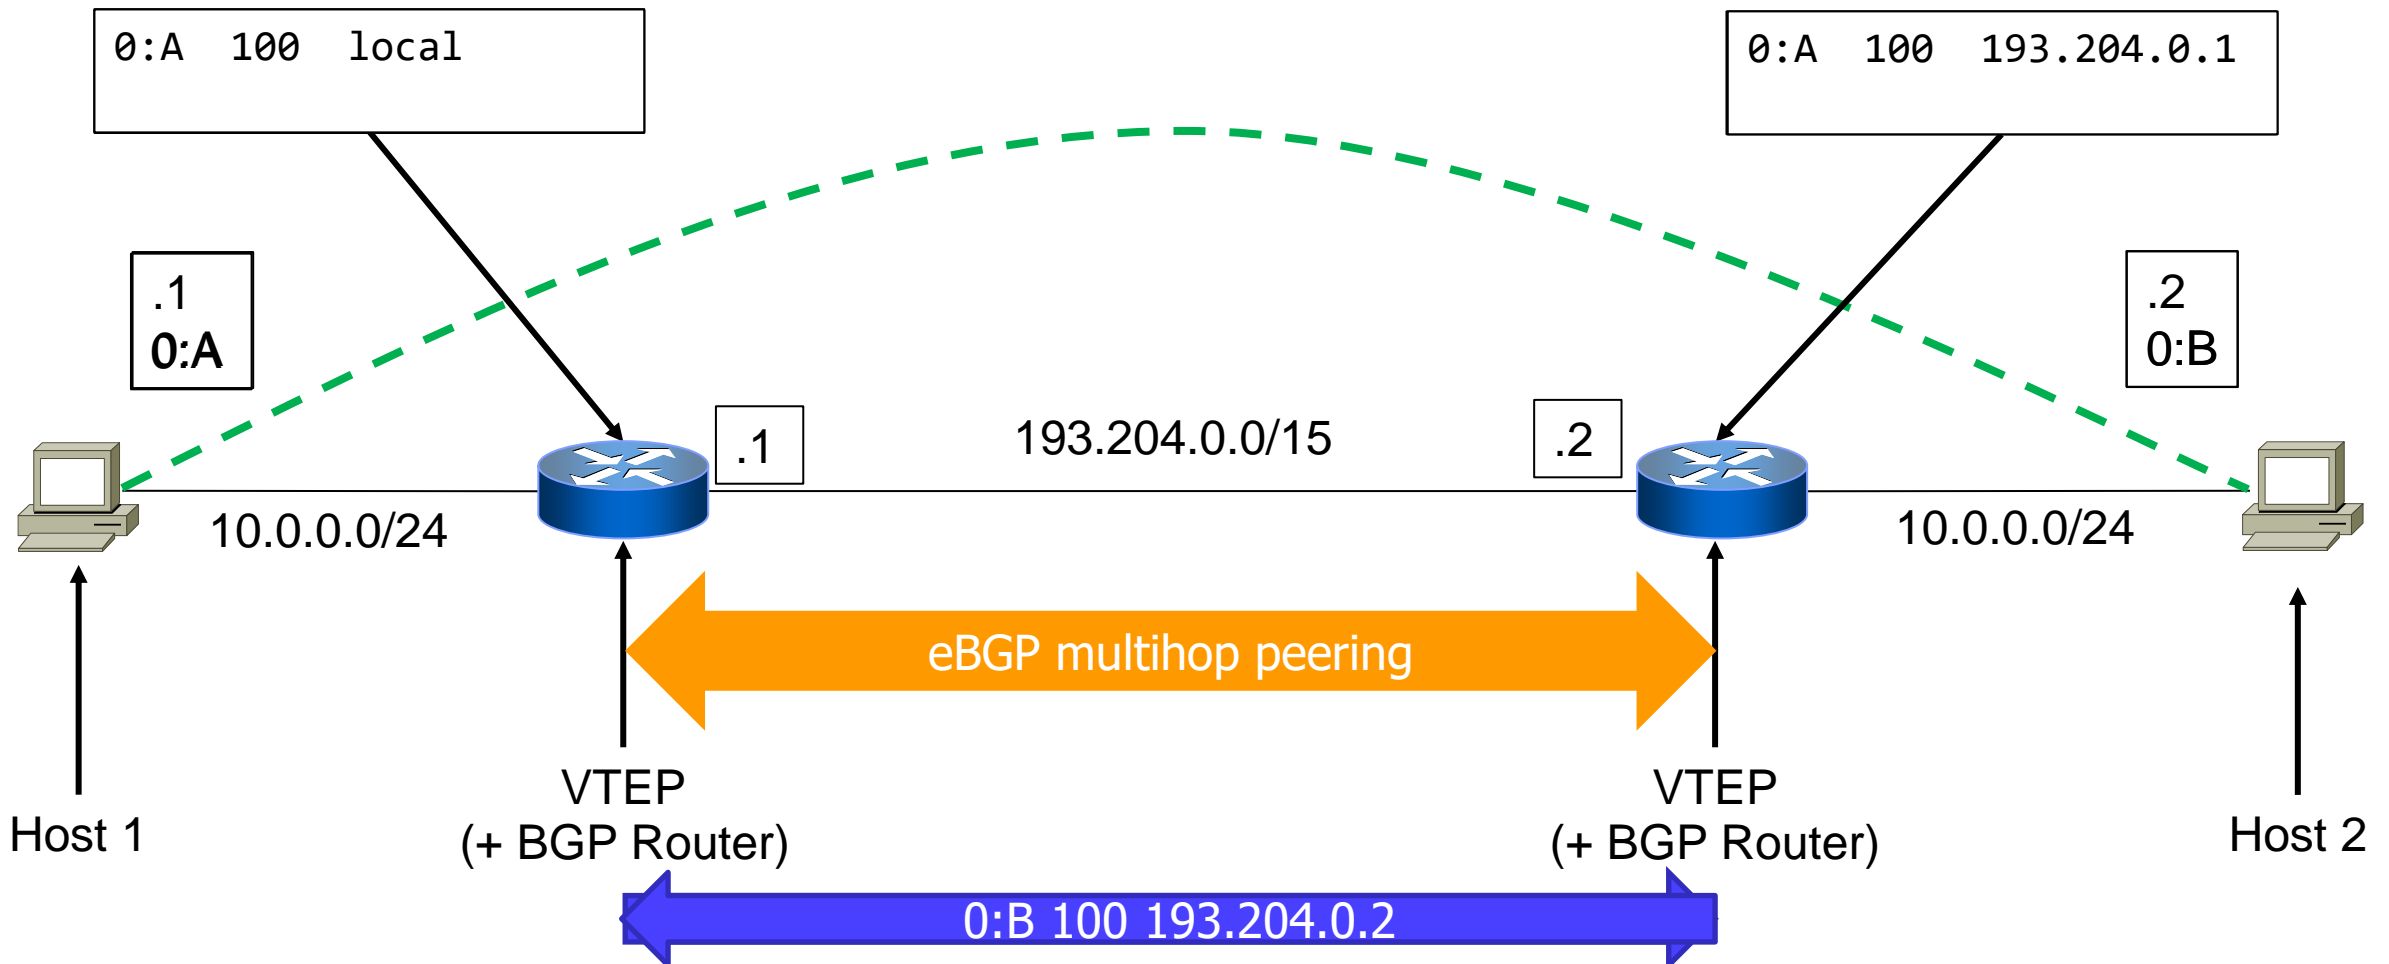 0:A 100 local
0:A 100 193.204.0.1
.1
0:A
.2
0:B
.1
193.204.0.0/15
.2
10.0.0.0/24
10.0.0.0/24
eBGP multihop peering
VTEP
(+ BGP Router)
VTEP
(+ BGP Router)
Host 1
Host 2
0:B 100 193.204.0.2